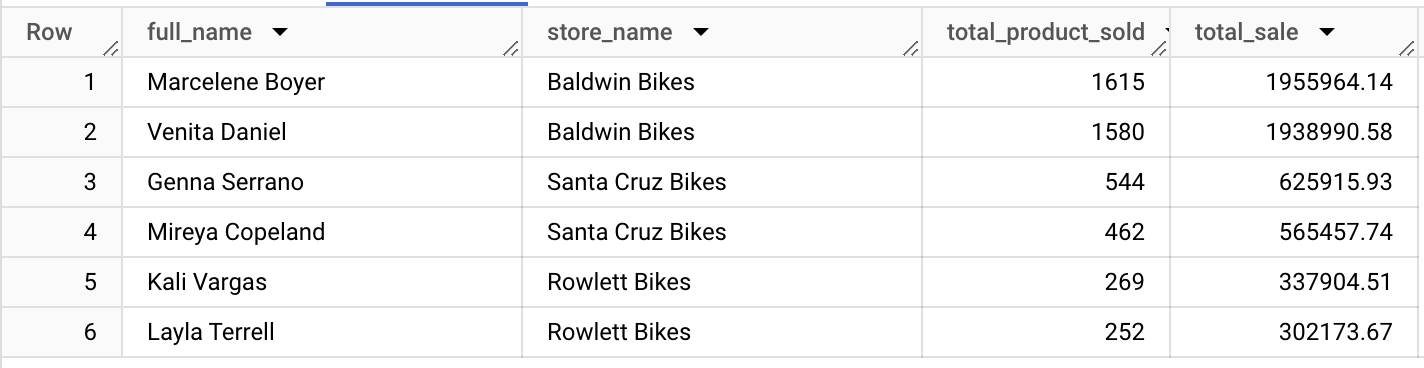 Row full_name store_name total_product_sold total_sale
1 Marcelene Boyer Baldwin Bikes 1615 1955964.14
2 Venita Daniel Baldwin Bikes 1580 1938990.58
3 Genna Serrano Santa Cruz Bikes 544 625915.93
4 Mireya Copeland Santa Cruz Bikes 462 565457.74
5 Kali Vargas Rowlett Bikes 269 337904.51
6 Layla Terrell Rowlett Bikes 252 302173.67